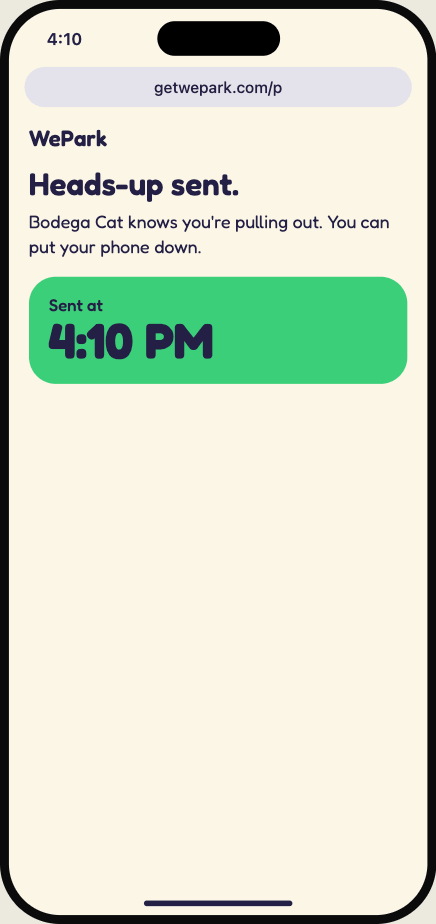 4:10
getwepark.com/p
WePark
Heads-up sent.
Bodega Cat knows you're pulling out. You can
put your phone down.
Sent at
4:10 PM